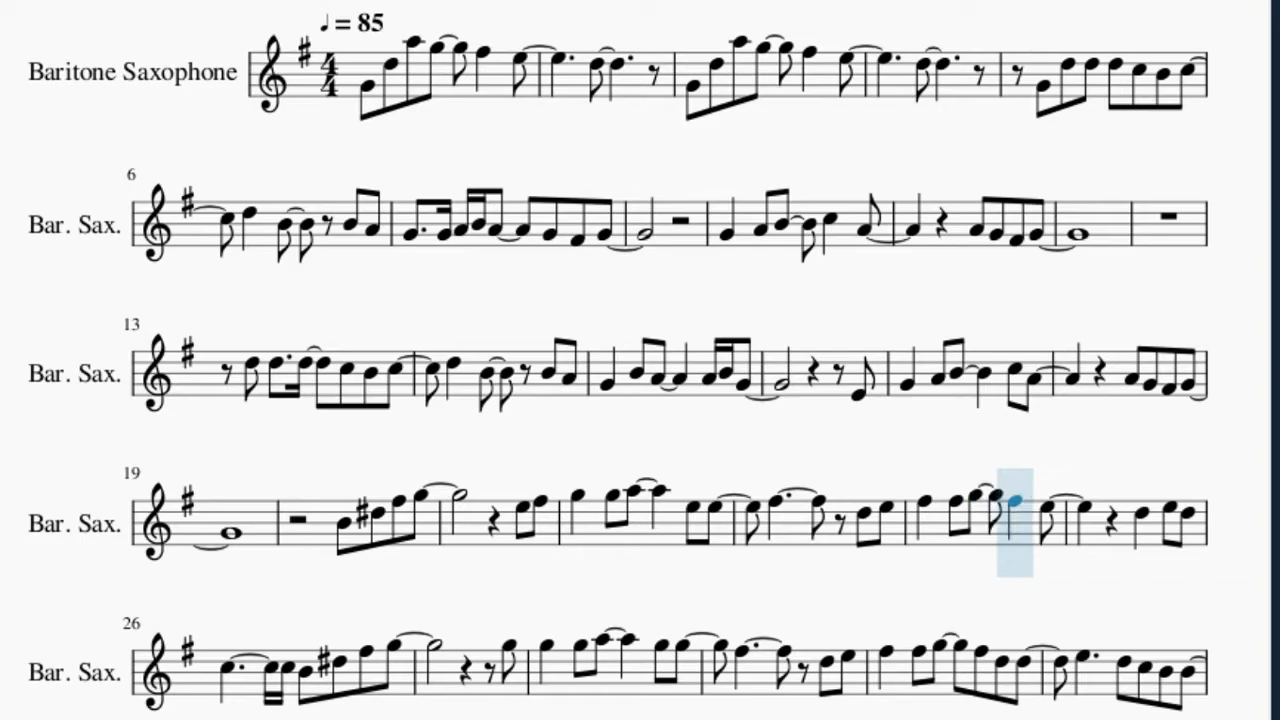 ♩ = 85
Baritone Saxophone
4
4
6
Bar. Sax.
13
Bar. Sax.
19
Bar. Sax.
26
Bar. Sax.